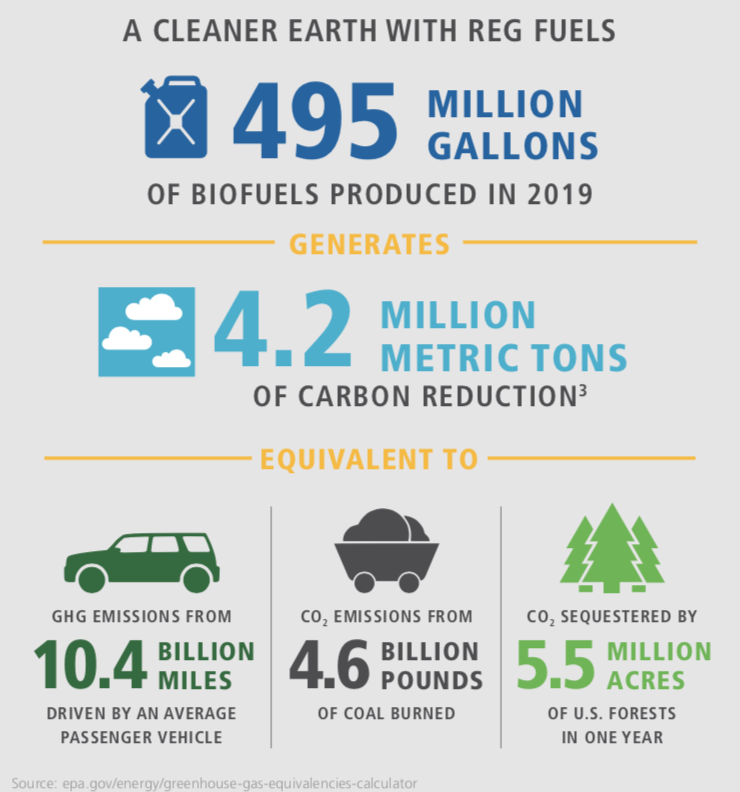 A CLEANER EARTH WITH REG FUELS
495 MILLION GALLONS
OF BIOFUELS PRODUCED IN 2019
GENERATES
4.2 MILLION METRIC TONS
OF CARBON REDUCTION³
EQUIVALENT TO
GHG EMISSIONS FROM
10.4 BILLION MILES
DRIVEN BY AN AVERAGE
PASSENGER VEHICLE
CO₂ EMISSIONS FROM
4.6 BILLION POUNDS
OF COAL BURNED
CO₂ SEQUESTERED BY
5.5 MILLION ACRES
OF U.S. FORESTS
IN ONE YEAR
Source: epa.gov/energy/greenhouse-gas-equivalencies-calculator